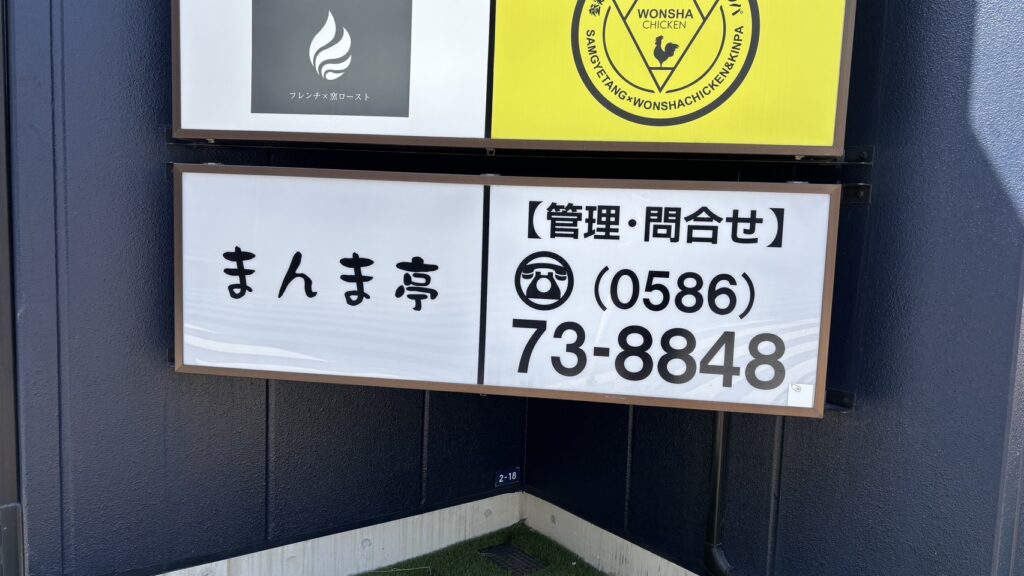 フレンチ×窯ロースト
WONSHA
CHICKEN
SAMGYETANG×WONSHACHICKEN&KINPA
まんま亭
【管理・問合せ】
(0586)
73-8848
2-18